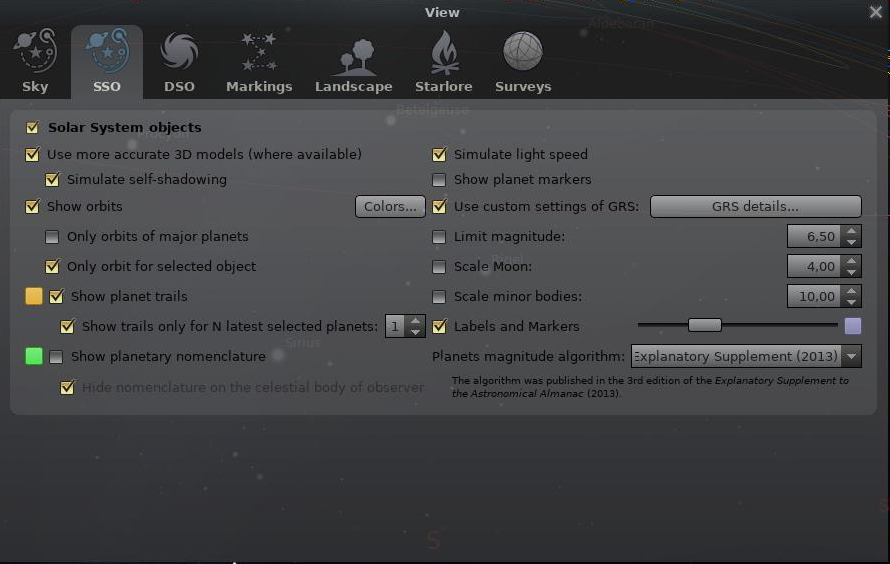 View
Aldebaran
Sky
SSO
DSO
Markings
Landscape
Starlore
Surveys
Betelgeuse
Solar System objects
Use more accurate 3D models (where available)
Simulate light speed
Simulate self-shadowing
Show planet markers
Show orbits
Colors...
Use custom settings of GRS:
GRS details...
Only orbits of major planets
Limit magnitude:
6,50
Rigel
Only orbit for selected object
Scale Moon:
4,00
Show planet trails
Scale minor bodies:
10,00
Show trails only for N latest selected planets:
1
Labels and Markers
Sirius
Show planetary nomenclature
Planets magnitude algorithm:
Explanatory Supplement (2013)
Hide nomenclature on the celestial body of observer
The algorithm was published in the 3rd edition of the Explanatory Supplement to
the Astronomical Almanac (2013).
S